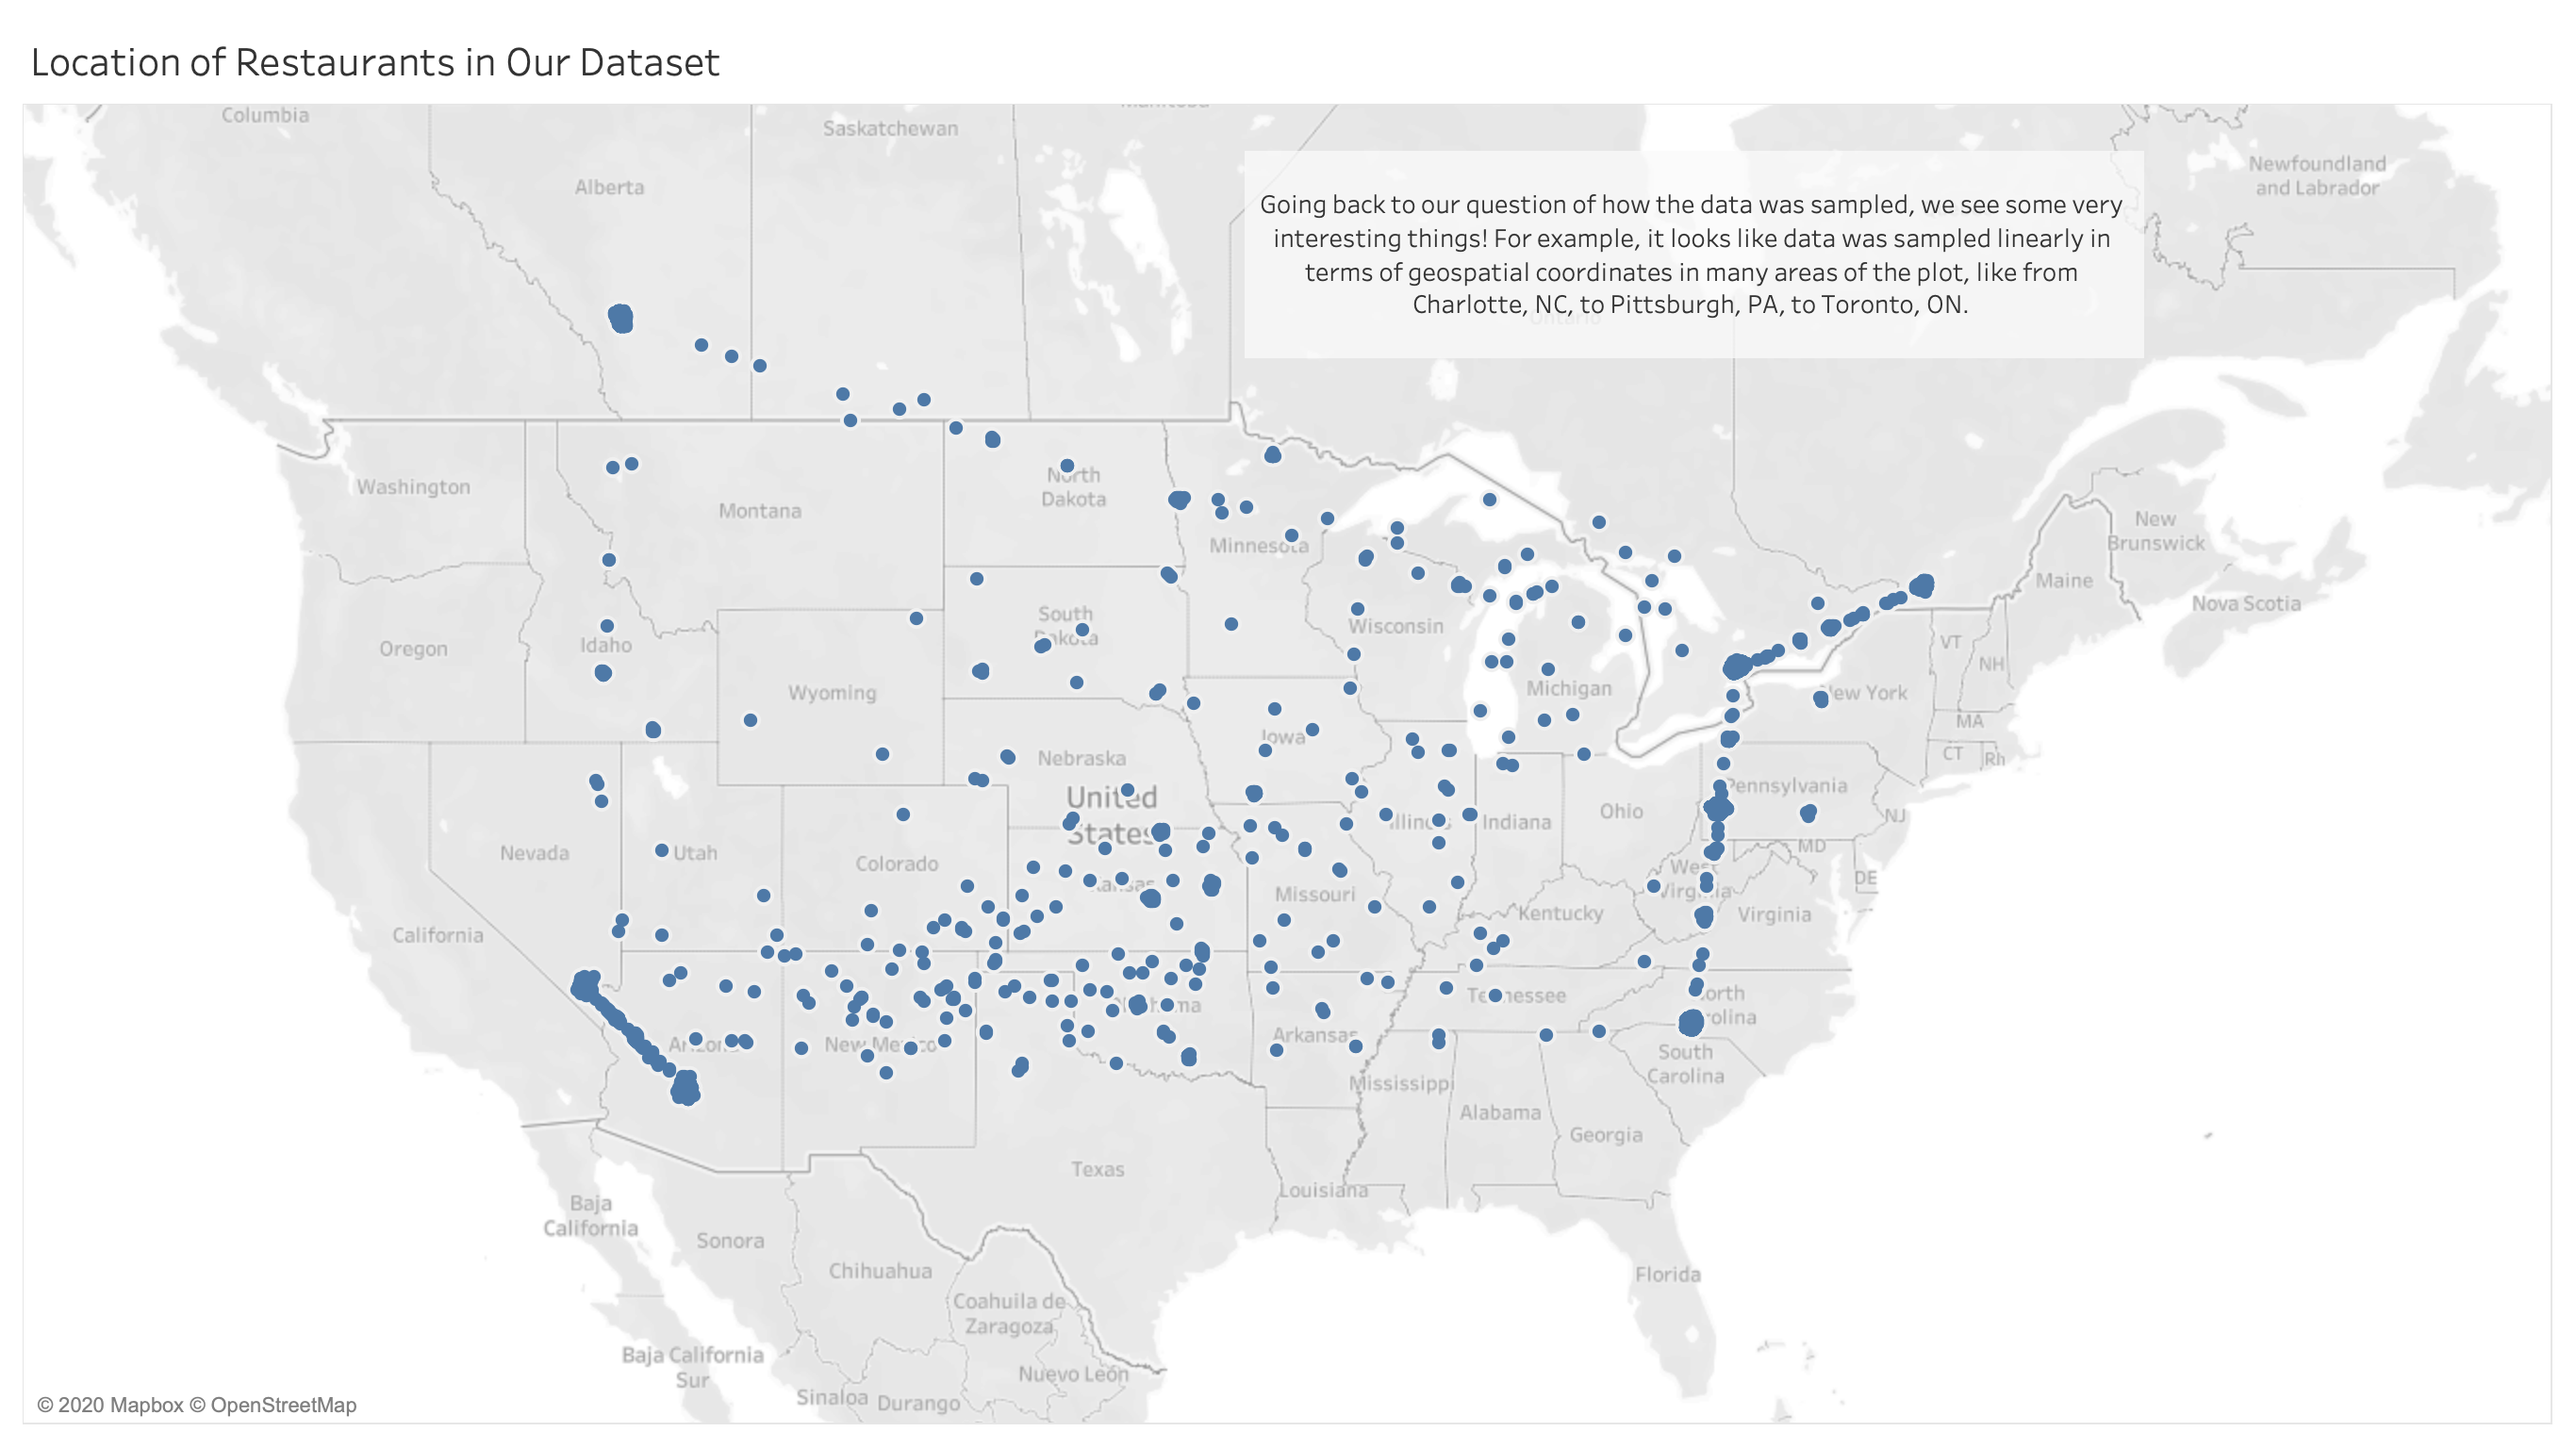 Location of Restaurants in Our Dataset
Columbia
Saskatchewan
Alberta
Newfoundland
and Labrador
Going back to our question of how the data was sampled, we see some very
interesting things! For example, it looks like data was sampled linearly in
terms of geospatial coordinates in many areas of the plot, like from
Charlotte, NC, to Pittsburgh, PA, to Toronto, ON.
Ontario
Washington
Montana
North
Dakota
Minnesota
New
Brunswick
Maine
Nova Scotia
Oregon
Idaho
South
Dakota
Wisconsin
VT
NH
Wyoming
Michigan
New York
MA
CT
Rh
Iowa
Nebraska
Pennsylvania
United
States
Ohio
Illinois
Indiana
NJ
Nevada
Utah
Colorado
MD
West
Virginia
DE
Kansas
Missouri
Kentucky
Virginia
California
Tennessee
North
Carolina
Oklahoma
Arizona
New Mexico
Arkansas
South
Carolina
Mississippi
Alabama
Georgia
Texas
Louisiana
Baja
California
Sonora
Chihuahua
Florida
Coahuila de
Zaragoza
Baja California
Sur
Nuevo León
Sinaloa
Durango
© 2020 Mapbox © OpenStreetMap